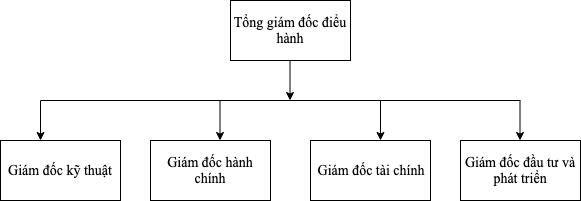 Tổng giám đốc điều
hành
Giám đốc kỹ thuật
Giám đốc hành
chính
Giám đốc tài chính
Giám đốc đầu tư và
phát triển